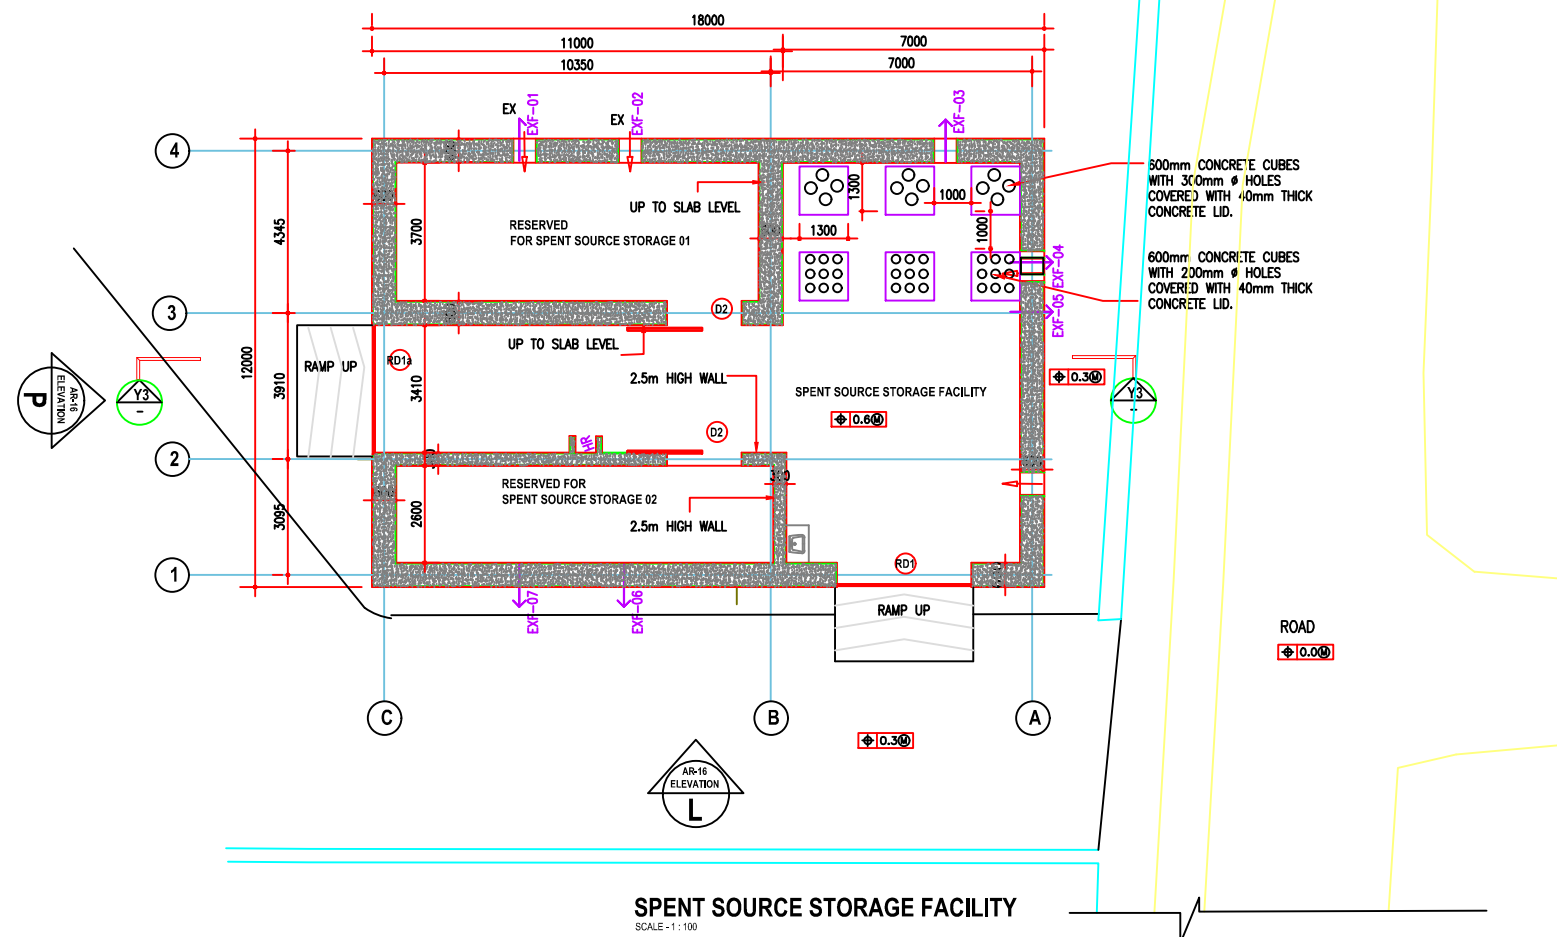 18000
11000
7000
10350
7000
EX
EXF-01
EX
EXF-02
EXF-03
4
600mm CONCRETE CUBES
WITH 300mm ø HOLES
COVERED WITH 40mm THICK
CONCRETE LID.
1300
1000
UP TO SLAB LEVEL
4345
3700
RESERVED
FOR SPENT SOURCE STORAGE 01
1300
1000
EXF-04
600mm CONCRETE CUBES
WITH 200mm ø HOLES
COVERED WITH 40mm THICK
CONCRETE LID.
3
D2
EXF-05
UP TO SLAB LEVEL
RAMP UP
RD1a
12000
3910
3410
2.5m HIGH WALL
SPENT SOURCE STORAGE FACILITY
0.3M
0.6M
AR-16
ELEVATION
P
Y3
-
Y3
-
D2
HR
2
RESERVED FOR
SPENT SOURCE STORAGE 02
3095
2600
2.5m HIGH WALL
1
RD1
EXF-07
EXF-06
RAMP UP
ROAD
0.0M
C
B
A
0.3M
AR-16
ELEVATION
L
SPENT SOURCE STORAGE FACILITY
SCALE - 1 : 100